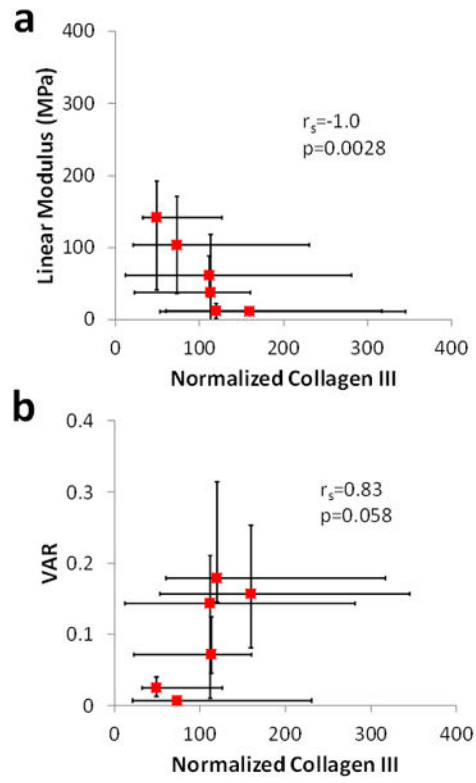 a
400
300
200
100
0
Linear Modulus (MPa)
r_s=-1.0
p=0.0028
0 100 200 300 400
Normalized Collagen III
b
0.4
0.3
0.2
0.1
0
VAR
r_s=0.83
p=0.058
0 100 200 300 400
Normalized Collagen III